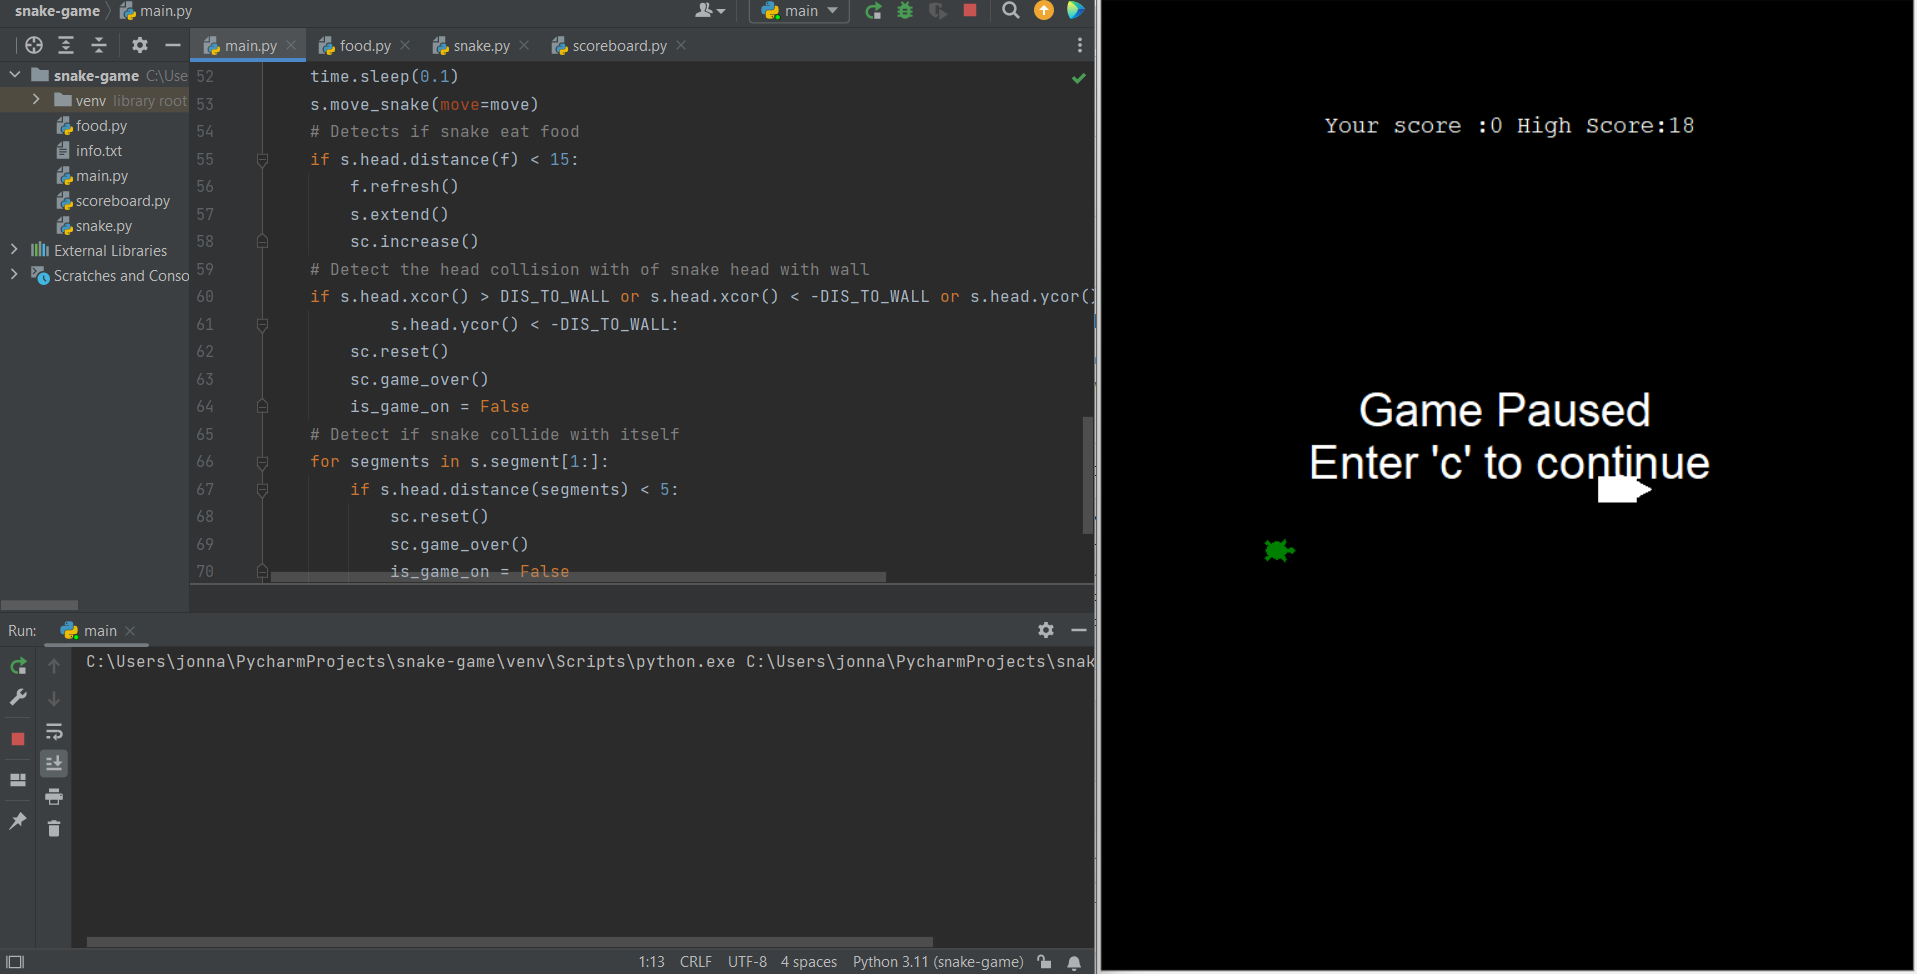 snake-game main.py
main
main.py food.py snake.py scoreboard.py
snake-game C:\Use
venv library root
food.py
info.txt
main.py
scoreboard.py
snake.py
External Libraries
Scratches and Conso
52 time.sleep(0.1)
53 s.move_snake(move=move)
54 # Detects if snake eat food
55 if s.head.distance(f) < 15:
56 f.refresh()
57 s.extend()
58 sc.increase()
59 # Detect the head collision with of snake head with wall
60 if s.head.xcor() > DIS_TO_WALL or s.head.xcor() < -DIS_TO_WALL or s.head.ycor()
61 s.head.ycor() < -DIS_TO_WALL:
62 sc.reset()
63 sc.game_over()
64 is_game_on = False
65 # Detect if snake collide with itself
66 for segments in s.segment[1:]:
67 if s.head.distance(segments) < 5:
68 sc.reset()
69 sc.game_over()
70 is_game_on = False
Run: main
C:\Users\jonna\PycharmProjects\snake-game\venv\Scripts\python.exe C:\Users\jonna\PycharmProjects\snak
1:13 CRLF UTF-8 4 spaces Python 3.11 (snake-game)
Your score :0 High Score:18
Game Paused
Enter 'c' to continue